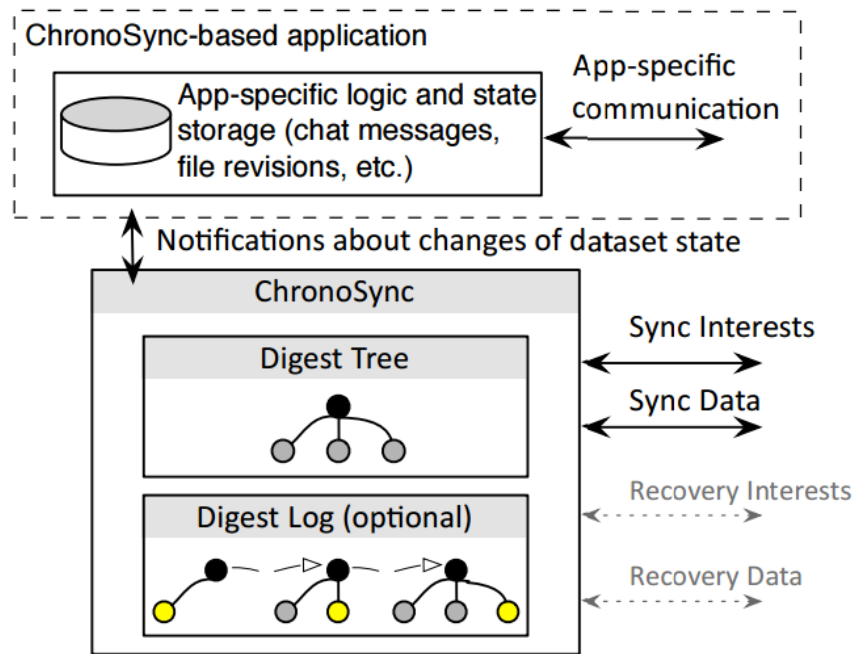 ChronoSync-based application
App-specific logic and state
storage (chat messages,
file revisions, etc.)
App-specific
communication
Notifications about changes of dataset state
ChronoSync
Digest Tree
Sync Interests
Sync Data
Digest Log (optional)
Recovery Interests
Recovery Data